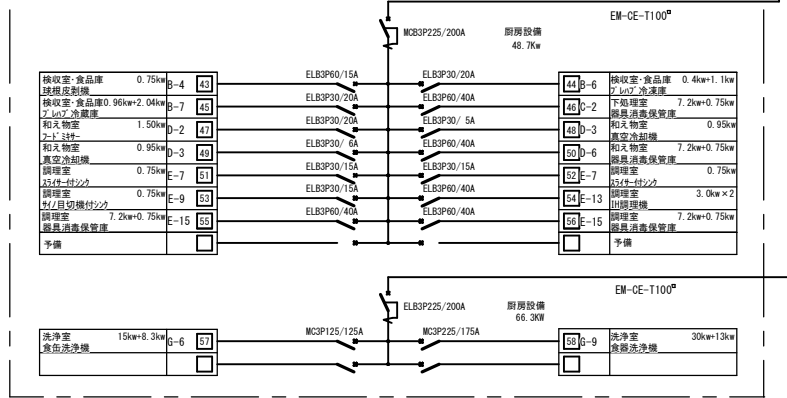 EM-CE-T100□
MCB3P225/200A 厨房設備
48.7Kw
検収室・食品庫 0.75kw B-4 43 ELB3P60/15A ELB3P30/20A 44 B-6 検収室・食品庫 0.4kw+1.1kw
球根皮剥機 プレハブ冷凍庫
検収室・食品庫0.96kw+2.04kw B-7 45 ELB3P30/20A ELB3P60/40A 46 C-2 下処理室 7.2kw+0.75kw
プレハブ冷蔵庫 器具消毒保管庫
和え物室 1.50kw D-2 47 ELB3P30/20A ELB3P30/ 5A 48 D-3 和え物室 0.95kw
フードミキサー 真空冷却機
和え物室 0.95kw D-3 49 ELB3P30/ 6A ELB3P60/40A 50 D-6 和え物室 7.2kw+0.75kw
真空冷却機 器具消毒保管庫
調理室 0.75kw E-7 51 ELB3P30/15A ELB3P30/15A 52 E-7 調理室 0.75kw
スライサー付シンク スライサー付シンク
調理室 0.75kw E-9 53 ELB3P30/15A ELB3P60/40A 54 E-13 調理室 3.0kw×2
サイノ目切機付シンク IH調理機
調理室 7.2kw+0.75kw E-15 55 ELB3P60/40A ELB3P60/40A 56 E-15 調理室 7.2kw+0.75kw
器具消毒保管庫 器具消毒保管庫
予備 予備
EM-CE-T100□
ELB3P225/200A 厨房設備
66.3KW
洗浄室 15kw+8.3kw G-6 57 MC3P125/125A MC3P225/175A 58 G-9 洗浄室 30kw+13kw
食缶洗浄機 食器洗浄機